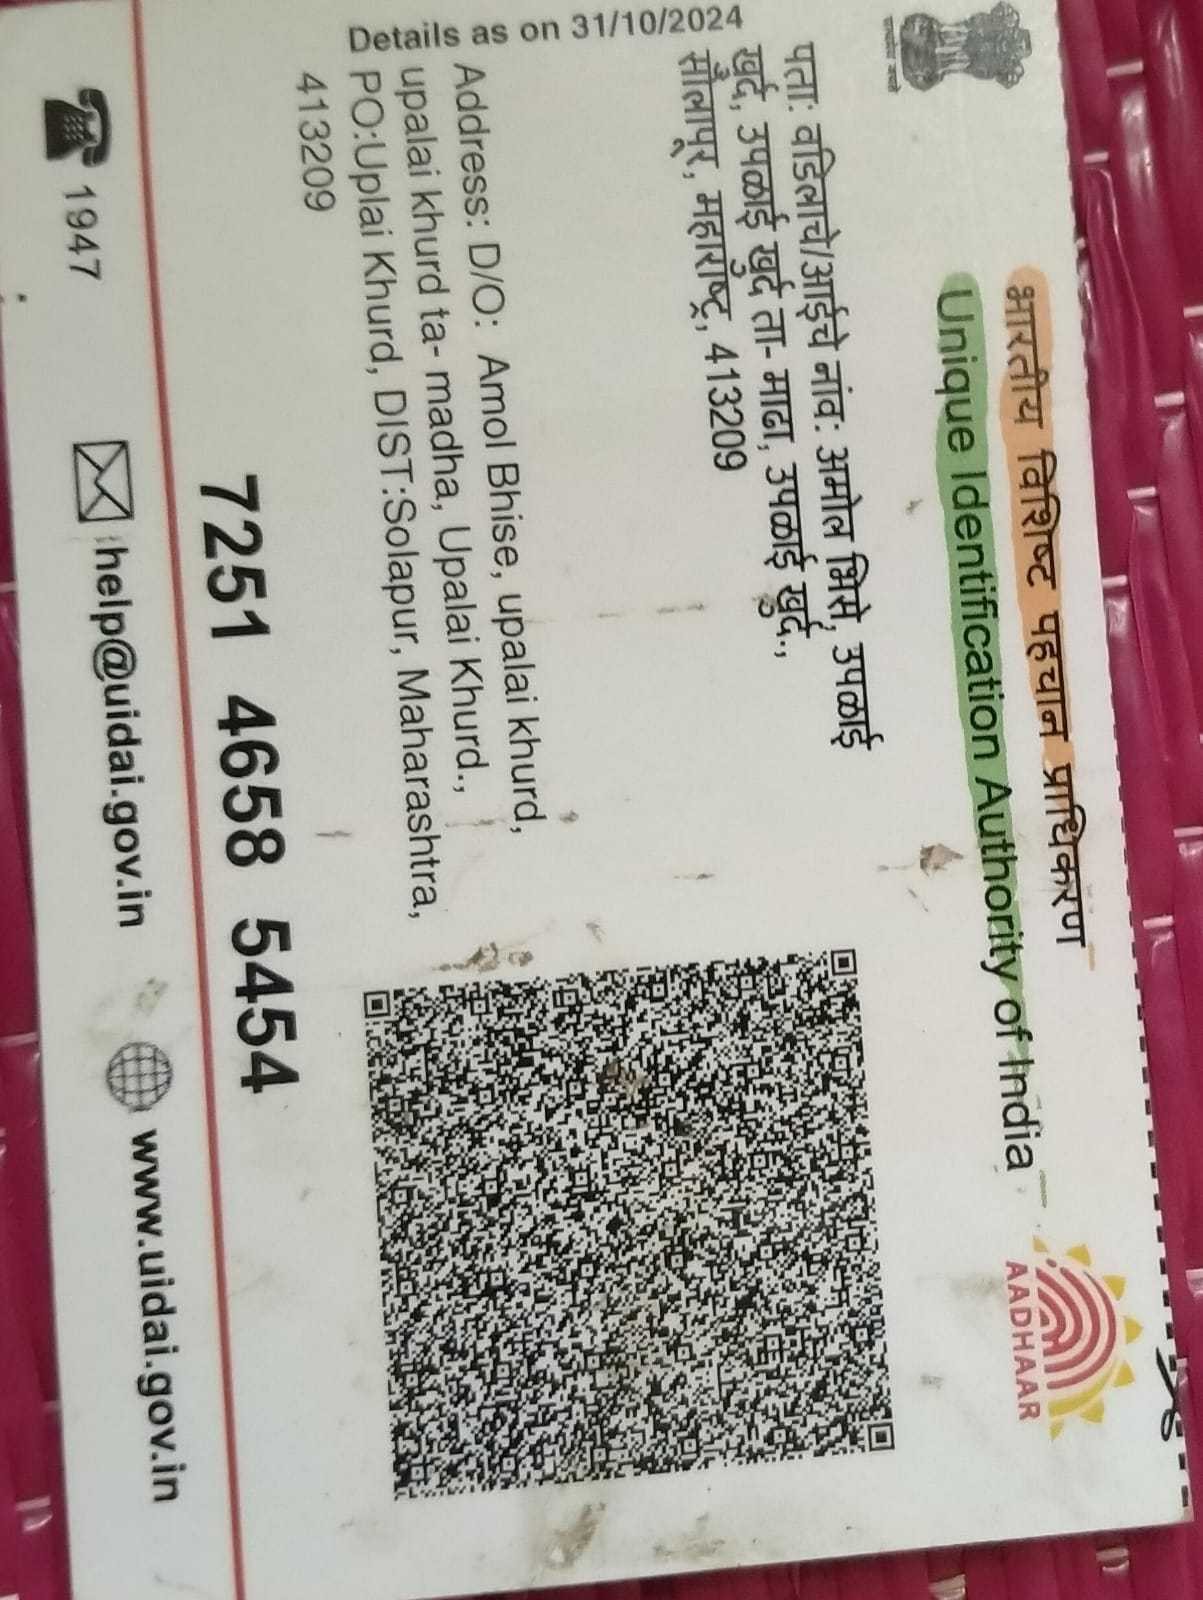 भारतीय विशिष्ट पहचान प्राधिकरण
Unique Identification Authority of India
AADHAAR
पता: वडिलाचे/आईचे नांव: अमोल भिसे, उपळाई
खुर्द, उपळाई खुर्द ता- माढा, उपळाई खुर्द.,
सोलापूर, महाराष्ट्र, 413209
Details as on 31/10/2024
Address: D/O: Amol Bhise, upalai khurd,
upalai khurd ta- madha, Upalai Khurd.,
PO:Uplai Khurd, DIST:Solapur, Maharashtra,
413209
7251 4658 5454
1947
help@uidai.gov.in
www.uidai.gov.in